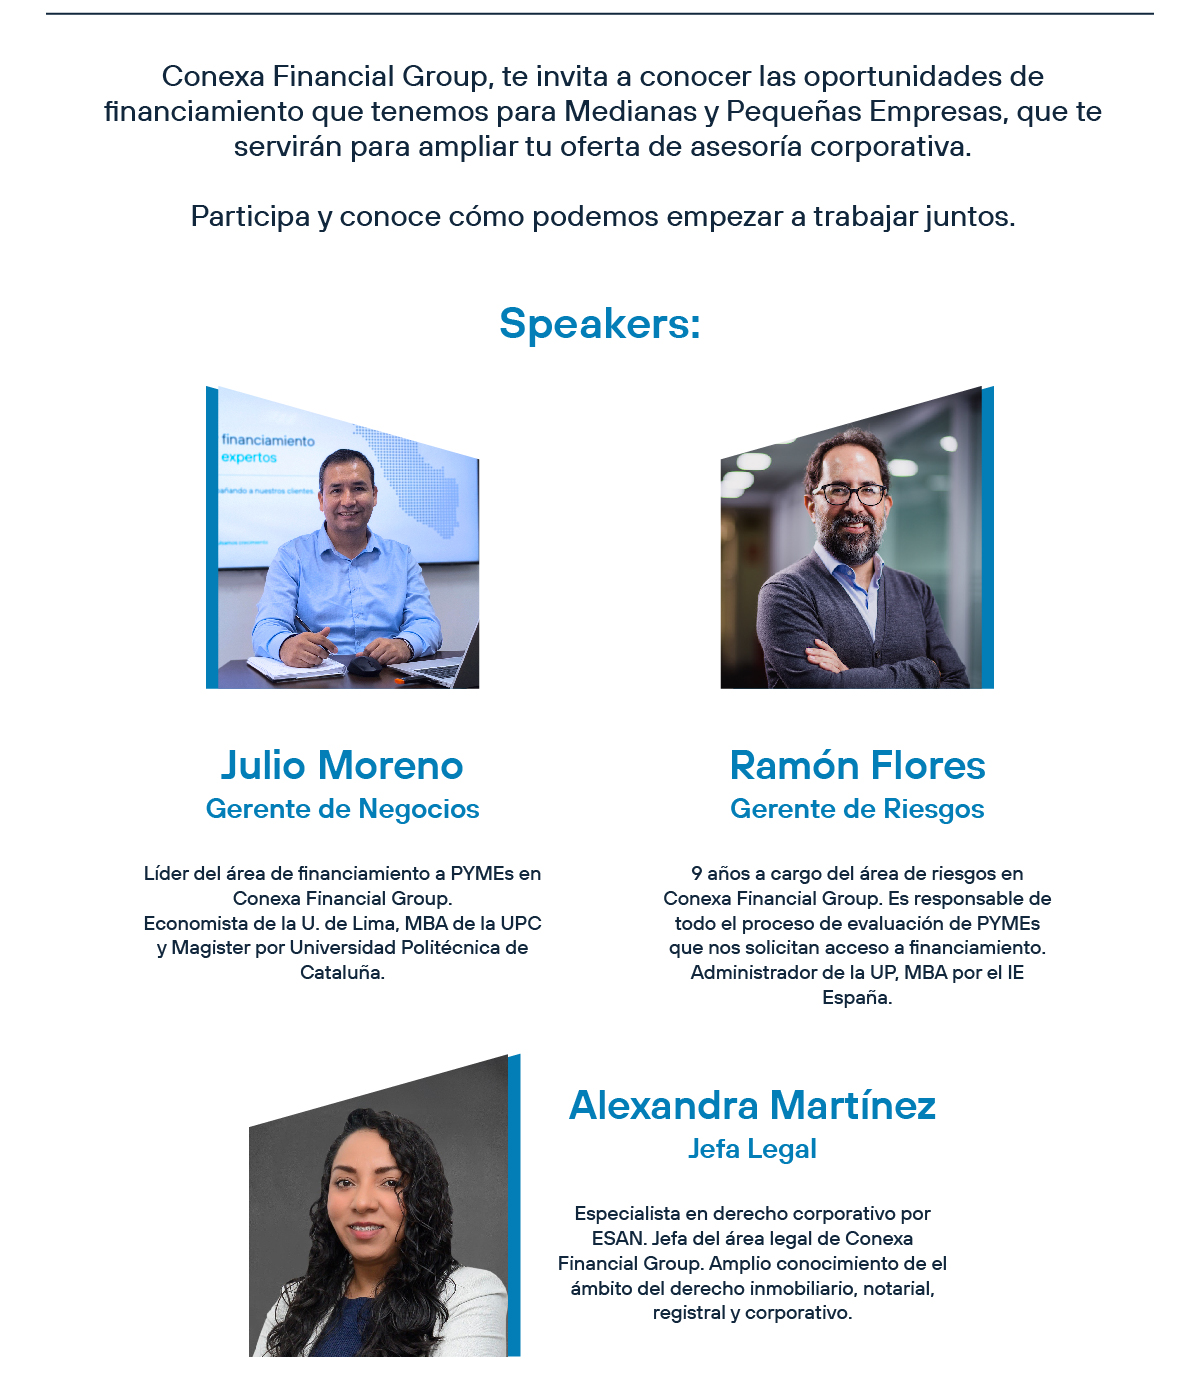 Conexa Financial Group, te invita a conocer las oportunidades de
financiamiento que tenemos para Medianas y Pequeñas Empresas, que te
servirán para ampliar tu oferta de asesoría corporativa.
Participa y conoce cómo podemos empezar a trabajar juntos.
Speakers:
financiamiento
expertos
a nuestros clientes.
Julio Moreno
Gerente de Negocios
Líder del área de financiamiento a PYMEs en
Conexa Financial Group.
Economista de la U. de Lima, MBA de la UPC
y Magister por Universidad Politécnica de
Cataluña.
Ramón Flores
Gerente de Riesgos
9 años a cargo del área de riesgos en
Conexa Financial Group. Es responsable de
todo el proceso de evaluación de PYMEs
que nos solicitan acceso a financiamiento.
Administrador de la UP, MBA por el IE
España.
Alexandra Martínez
Jefa Legal
Especialista en derecho corporativo por
ESAN. Jefa del área legal de Conexa
Financial Group. Amplio conocimiento de el
ámbito del derecho inmobiliario, notarial,
registral y corporativo.